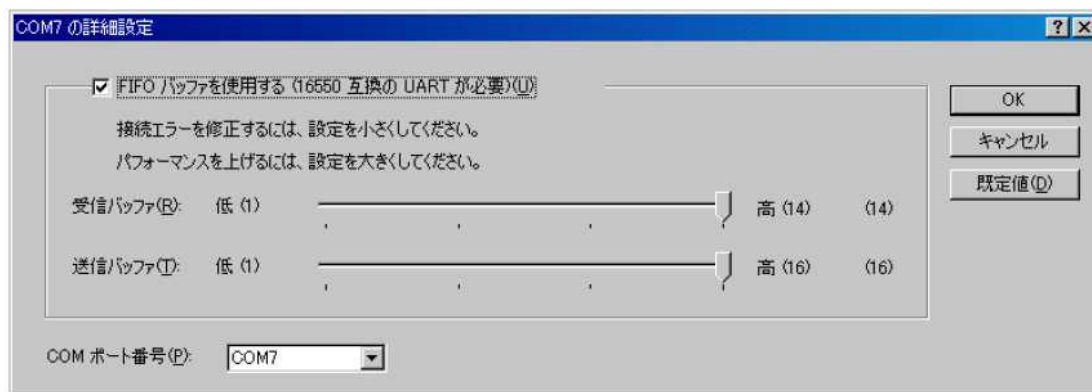 COM7 の詳細設定
FIFO バッファを使用する (16550 互換の UART が必要)(U)
接続エラーを修正するには、設定を小さくしてください。
パフォーマンスを上げるには、設定を大きくしてください。
受信バッファ(R): 低 (1) 高 (14) (14)
送信バッファ(T): 低 (1) 高 (16) (16)
COM ポート番号(P): COM7
OK
キャンセル
既定値(D)